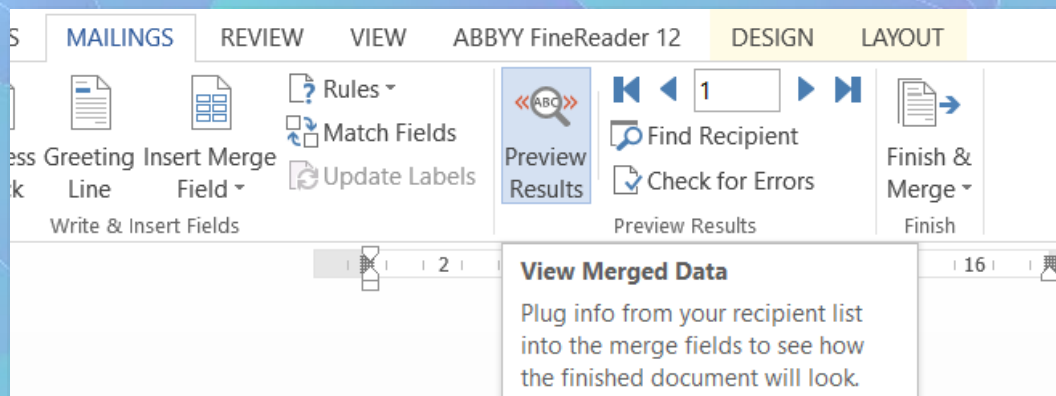 S MAILINGS REVIEW VIEW ABBYY FineReader 12 DESIGN LAYOUT
Rules
«ABC»
1
Match Fields
Find Recipient
ess Greeting Insert Merge
Update Labels
Preview
Check for Errors
Finish &
k Line Field
Results
Merge
Write & Insert Fields
Preview Results
Finish
2
16
View Merged Data
Plug info from your recipient list
into the merge fields to see how
the finished document will look.